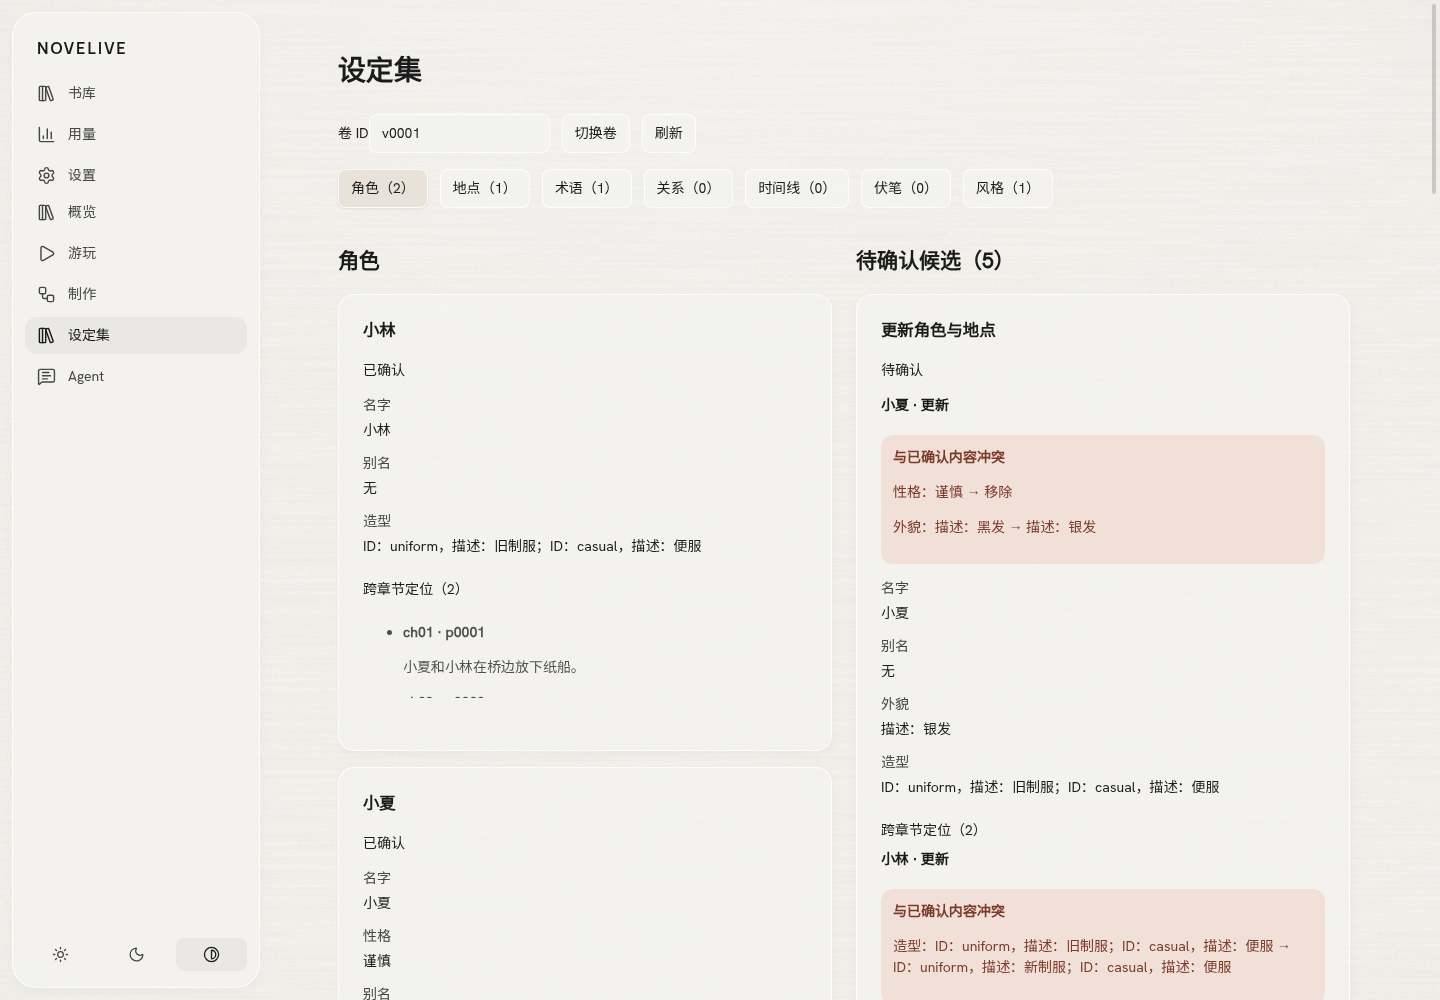 NOVELIVE
书库
用量
设置
概览
游玩
制作
设定集
Agent
设定集
卷 ID
v0001
切换卷
刷新
角色（2）
地点（1）
术语（1）
关系（0）
时间线（0）
伏笔（0）
风格（1）
角色
小林
已确认
名字
小林
别名
无
造型
ID：uniform，描述：旧制服；ID：casual，描述：便服
跨章节定位（2）
ch01 · p0001
小夏和小林在桥边放下纸船。
小夏
已确认
名字
小夏
性格
谨慎
别名
待确认候选（5）
更新角色与地点
待确认
小夏 · 更新
与已确认内容冲突
性格：谨慎 → 移除
外貌：描述：黑发 → 描述：银发
名字
小夏
别名
无
外貌
描述：银发
造型
ID：uniform，描述：旧制服；ID：casual，描述：便服
跨章节定位（2）
小林 · 更新
与已确认内容冲突
造型：ID：uniform，描述：旧制服；ID：casual，描述：便服 →
ID：uniform，描述：新制服；ID：casual，描述：便服